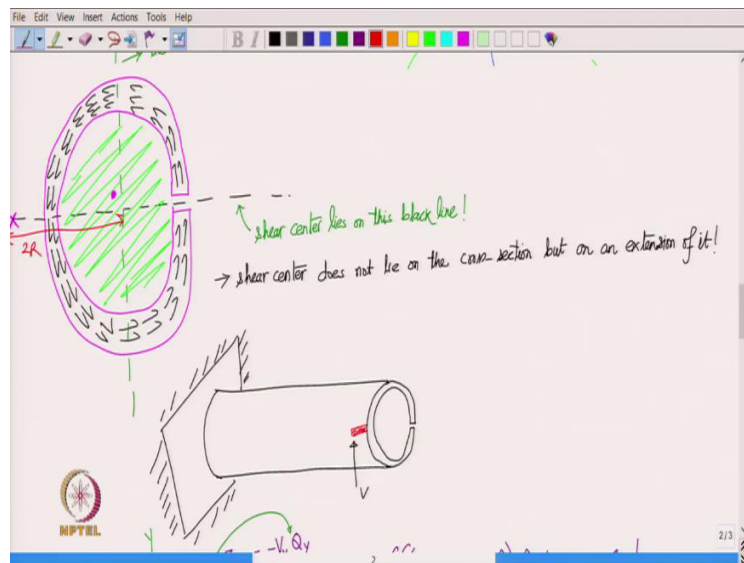 File Edit View Insert Actions Tools Help
B I
X
2R
shear center lies on this black line!
→ shear center does not lie on the cross-section but on an extension of it!
V
NPTEL
Y
2/3
2